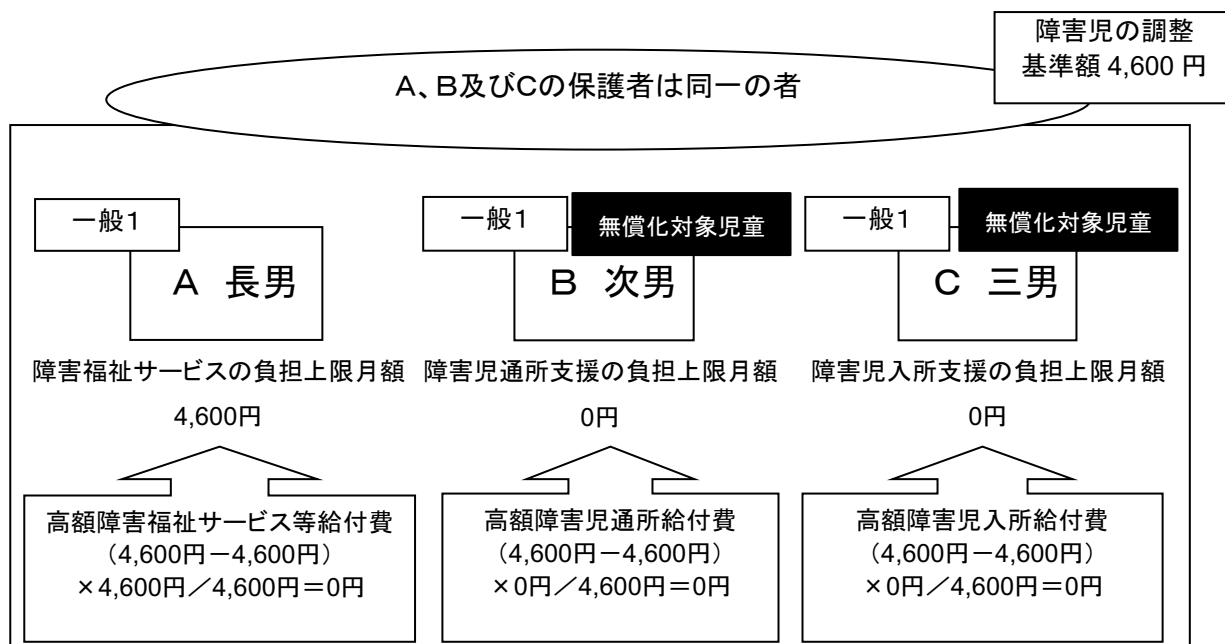 障害児の調整
基準額 4,600 円
A、B及びCの保護者は同一の者
一般1
A 長男
障害福祉サービスの負担上限月額
4,600円
高額障害福祉サービス等給付費
(4,600円-4,600円)
×4,600円/4,600円=0円
一般1
無償化対象児童
B 次男
障害児通所支援の負担上限月額
0円
高額障害児通所給付費
(4,600円-4,600円)
×0円/4,600円=0円
一般1
無償化対象児童
C 三男
障害児入所支援の負担上限月額
0円
高額障害児入所給付費
(4,600円-4,600円)
×0円/4,600円=0円